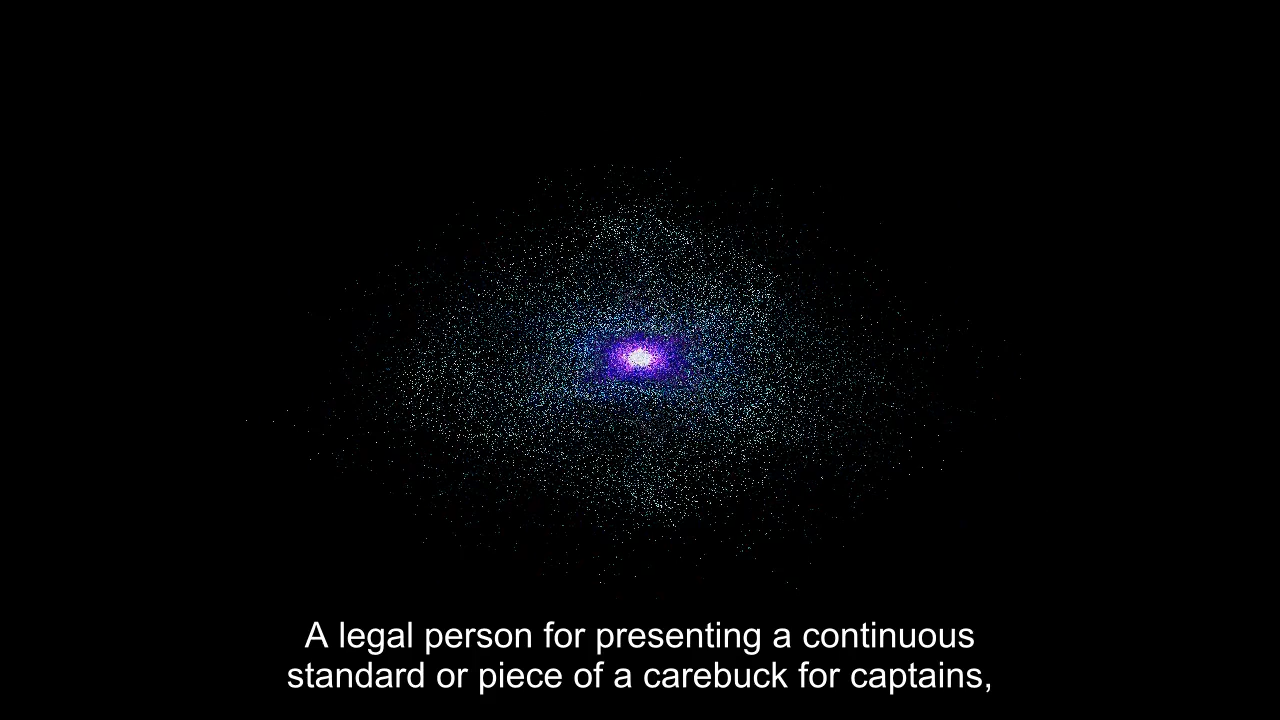 A legal person for presenting a continuous
standard or piece of a carebuck for captains,